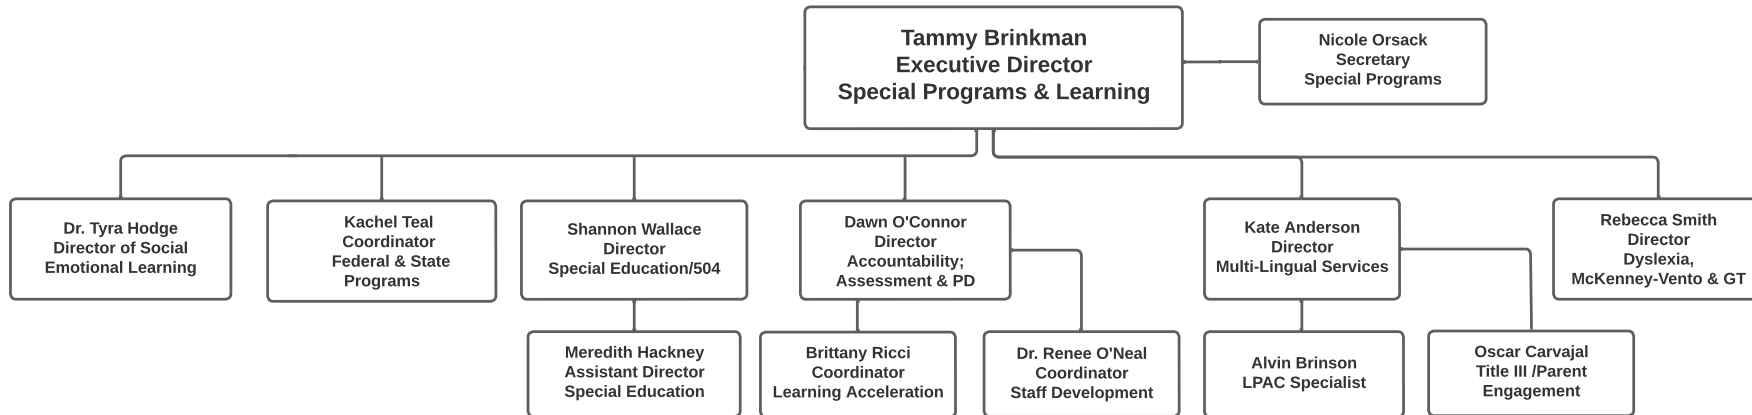 Tammy Brinkman
Executive Director
Special Programs & Learning
Nicole Orsack
Secretary
Special Programs
Dr. Tyra Hodge
Director of Social
Emotional Learning
Kachel Teal
Coordinator
Federal & State
Programs
Shannon Wallace
Director
Special Education/504
Dawn O'Connor
Director
Accountability;
Assessment & PD
Kate Anderson
Director
Multi-Lingual Services
Rebecca Smith
Director
Dyslexia,
McKenney-Vento & GT
Meredith Hackney
Assistant Director
Special Education
Brittany Ricci
Coordinator
Learning Acceleration
Dr. Renee O'Neal
Coordinator
Staff Development
Alvin Brinson
LPAC Specialist
Oscar Carvajal
Title III /Parent
Engagement